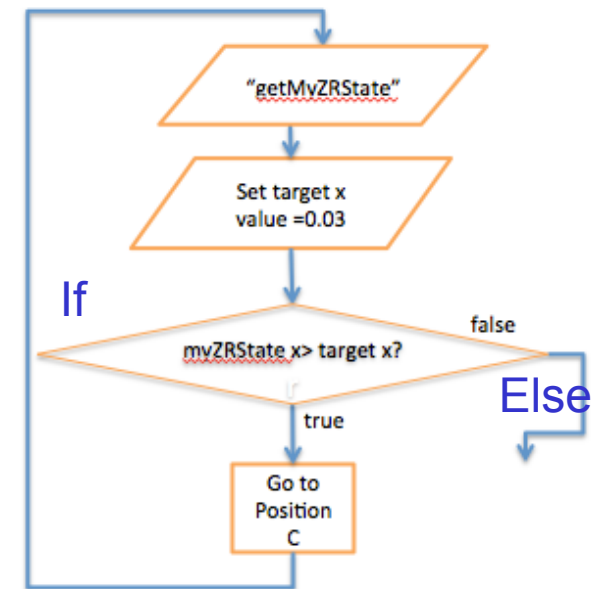 "getMyZRState"
Set target x
value =0.03
If
myZRState x> target x?
false
Else
r
true
Go to
Position
C